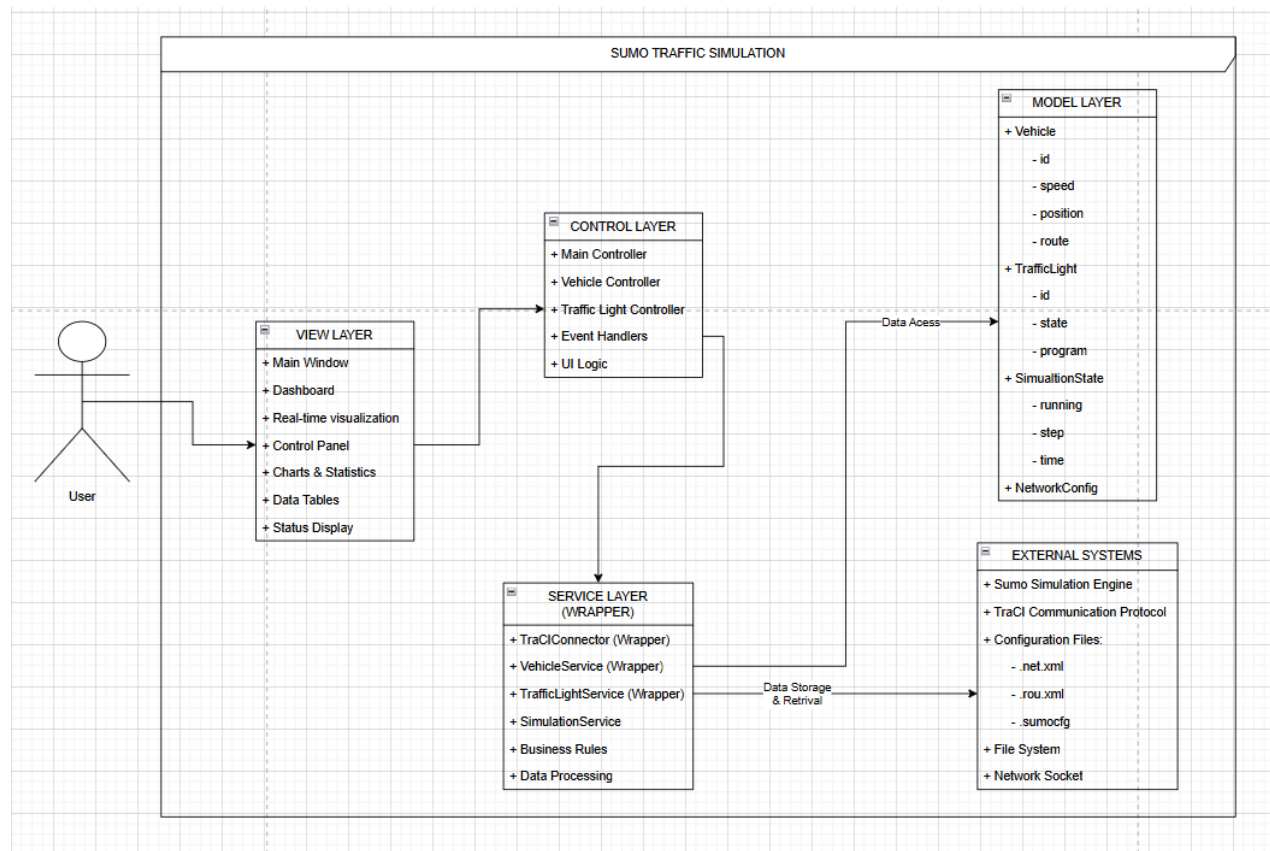 SUMO TRAFFIC SIMULATION
User
VIEW LAYER
+ Main Window
+ Dashboard
+ Real-time visualization
+ Control Panel
+ Charts & Statistics
+ Data Tables
+ Status Display
CONTROL LAYER
+ Main Controller
+ Vehicle Controller
+ Traffic Light Controller
+ Event Handlers
+ UI Logic
SERVICE LAYER
(WRAPPER)
+ TraCIConnector (Wrapper)
+ VehicleService (Wrapper)
+ TrafficLightService (Wrapper)
+ SimulationService
+ Business Rules
+ Data Processing
Data Acess
Data Storage
& Retrival
MODEL LAYER
+ Vehicle
- id
- speed
- position
- route
+ TrafficLight
- id
- state
- program
+ SimualtionState
- running
- step
- time
+ NetworkConfig
EXTERNAL SYSTEMS
+ Sumo Simulation Engine
+ TraCI Communication Protocol
+ Configuration Files:
- .net.xml
- .rou.xml
- .sumocfg
+ File System
+ Network Socket